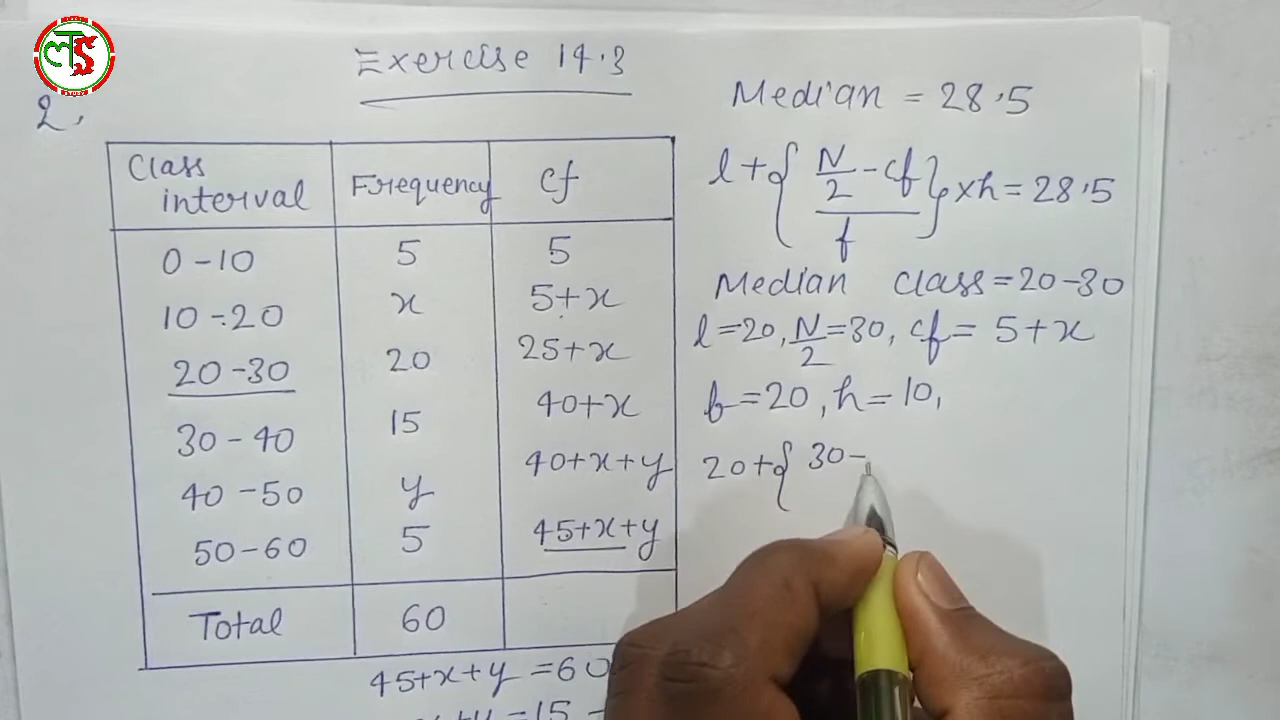 Exercise 14.3
2.
Class interval Frequency cf
0-10 5 5
10-20 x 5+x
20-30 20 25+x
30-40 15 40+x
40-50 y 40+x+y
50-60 5 45+x+y
Total 60
45+x+y=60
x+y=15
Median = 28.5
l+{N/2-cf/f}×h=28.5
Median class=20-30
l=20, N/2=30, cf=5+x
f=20, h=10,
20+{30-